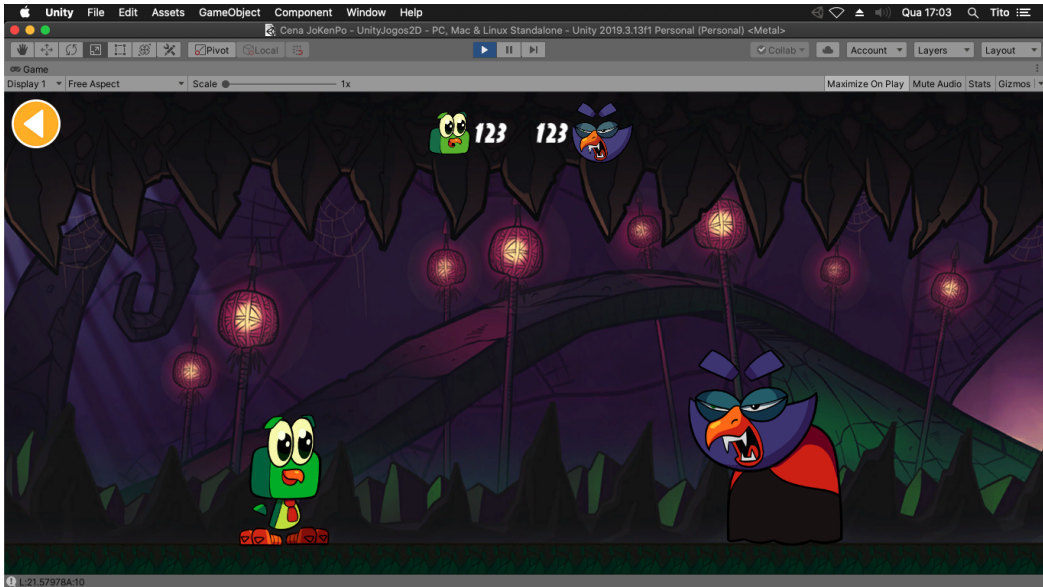 Unity File Edit Assets GameObject Component Window Help Qua 17:03 Tito
Cena JoKenPo - UnityJogos2D - PC, Mac & Linux Standalone - Unity 2019.3.13f1 Personal (Personal) <Metal>
Pivot Local Collab Account Layers Layout
Game
Display 1 Free Aspect Scale 1x Maximize On Play Mute Audio Stats Gizmos
123 123
L:21.57978A:10